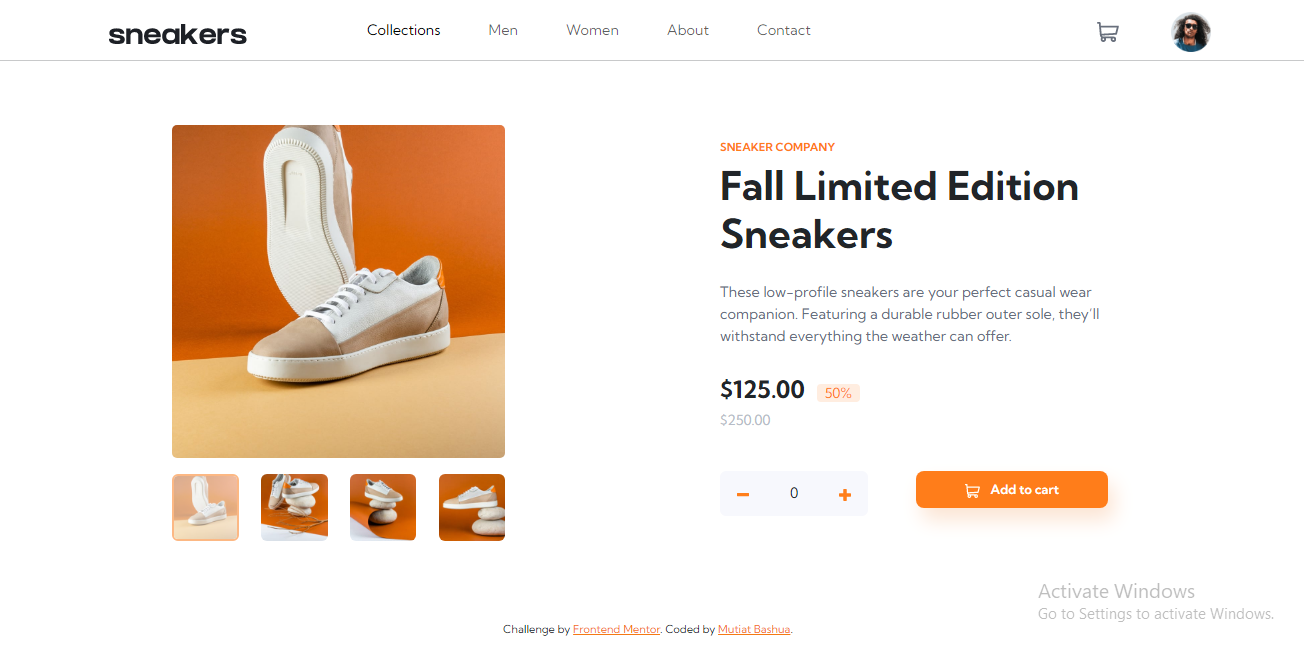 sneakers Collections Men Women About Contact
SNEAKER COMPANY
Fall Limited Edition
Sneakers
These low-profile sneakers are your perfect casual wear
companion. Featuring a durable rubber outer sole, they'll
withstand everything the weather can offer.
$125.00 50%
$250.00
0 Add to cart
Activate Windows
Go to Settings to activate Windows.
Challenge by Frontend Mentor. Coded by Mutiat Bashua.